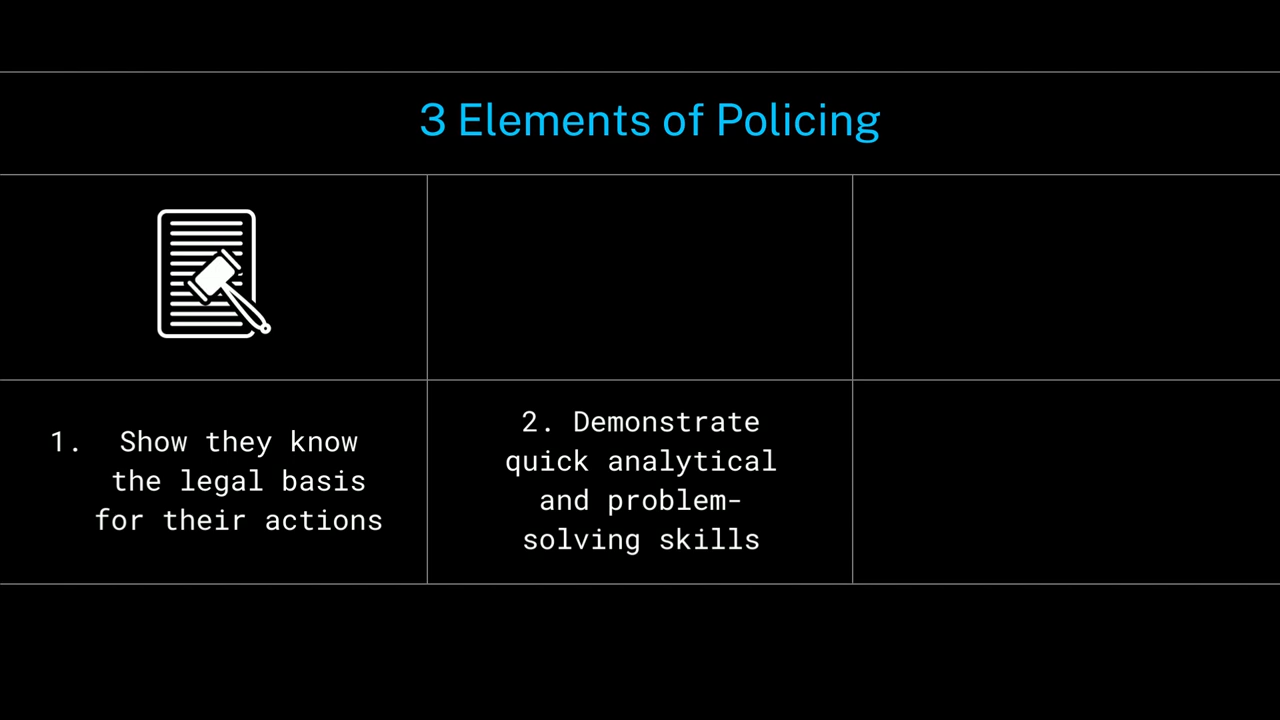 3 Elements of Policing
1. Show they know
the legal basis
for their actions
2. Demonstrate
quick analytical
and problem-
solving skills